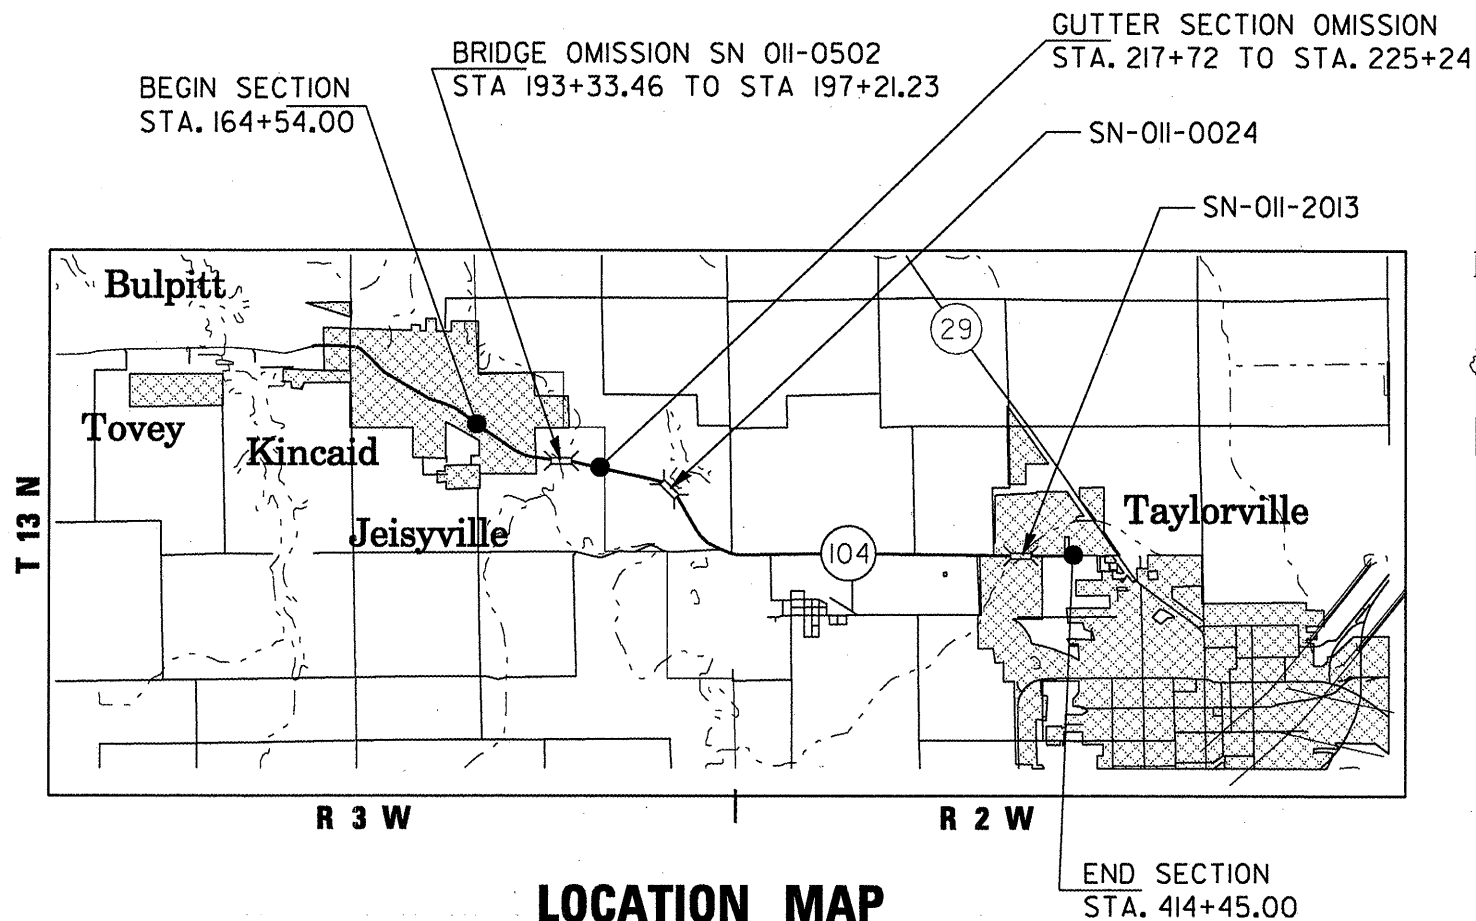 GUTTER SECTION OMISSION
STA. 217+72 TO STA. 225+24
BRIDGE OMISSION SN 011-0502
STA 193+33.46 TO STA 197+21.23
BEGIN SECTION
STA. 164+54.00
SN-011-0024
SN-011-2013
Bulpitt
29
Tovey
Kincaid
T 13 N
Jeisyville
Taylorville
104
R 3 W
R 2 W
END SECTION
STA. 414+45.00
LOCATION MAP